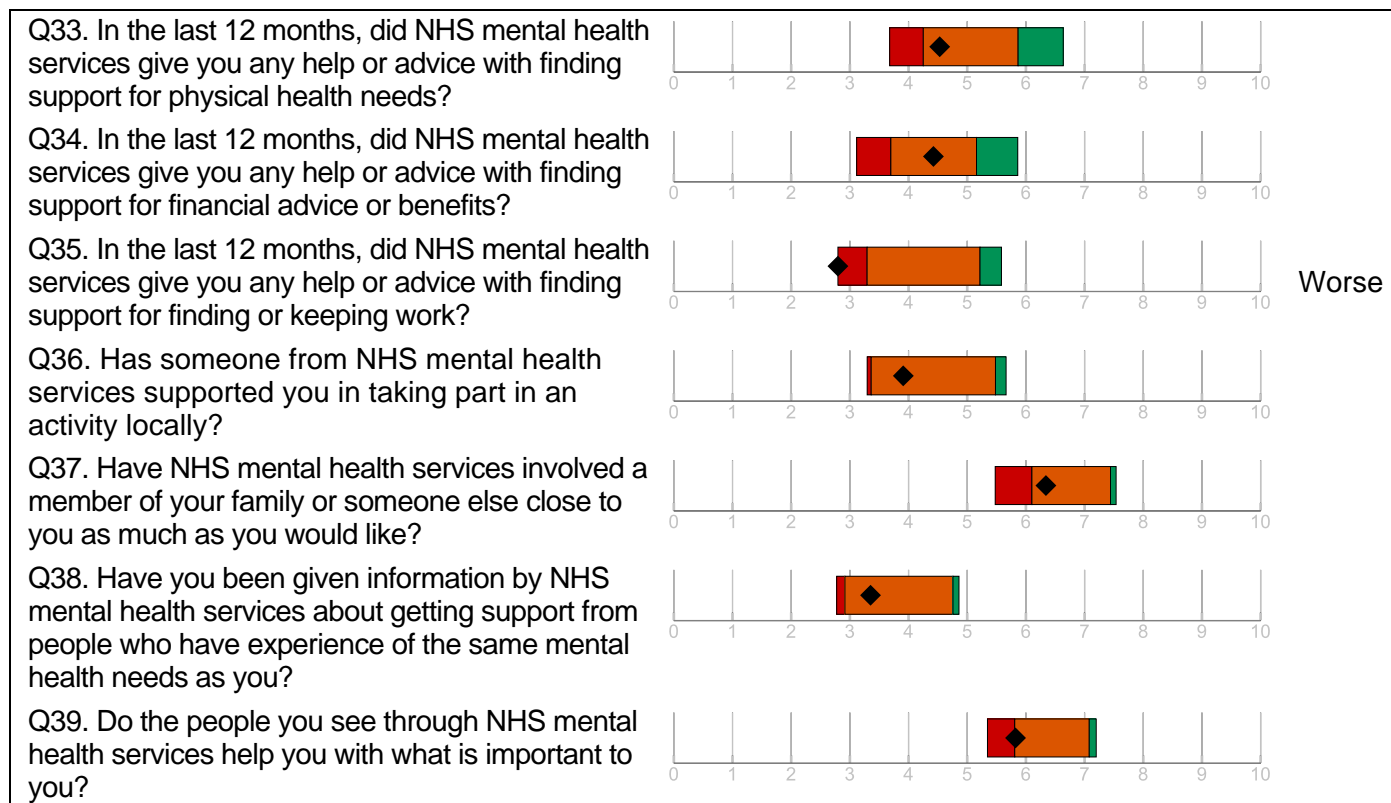 Q33. In the last 12 months, did NHS mental health
services give you any help or advice with finding
support for physical health needs?
0 1 2 3 4 5 6 7 8 9 10
Q34. In the last 12 months, did NHS mental health
services give you any help or advice with finding
support for financial advice or benefits?
0 1 2 3 4 5 6 7 8 9 10
Q35. In the last 12 months, did NHS mental health
services give you any help or advice with finding
support for finding or keeping work?
0 1 2 3 4 5 6 7 8 9 10
Worse
Q36. Has someone from NHS mental health
services supported you in taking part in an
activity locally?
0 1 2 3 4 5 6 7 8 9 10
Q37. Have NHS mental health services involved a
member of your family or someone else close to
you as much as you would like?
0 1 2 3 4 5 6 7 8 9 10
Q38. Have you been given information by NHS
mental health services about getting support from
people who have experience of the same mental
health needs as you?
0 1 2 3 4 5 6 7 8 9 10
Q39. Do the people you see through NHS mental
health services help you with what is important to
you?
0 1 2 3 4 5 6 7 8 9 10